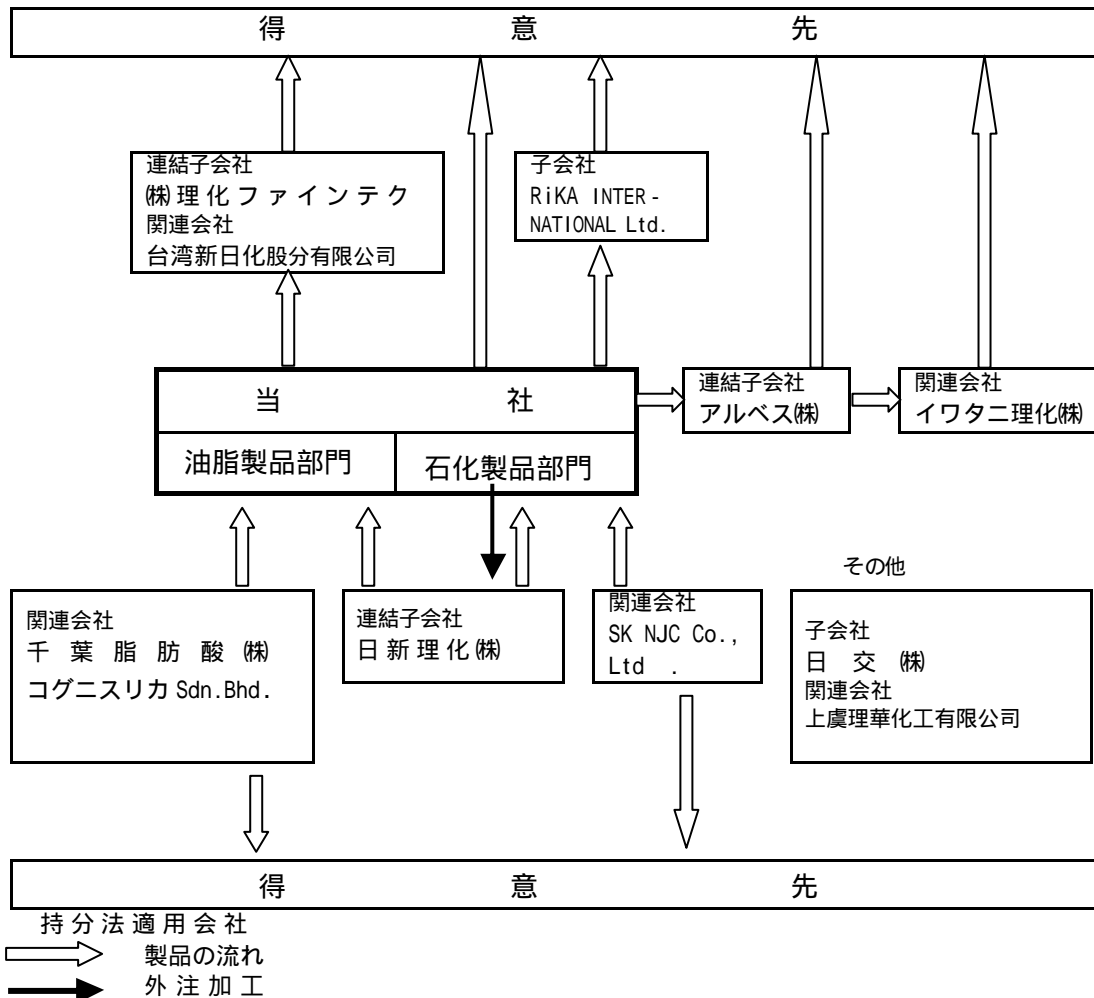 得意先
連結子会社
㈱理化ファインテク
関連会社
台湾新日化股分有限公司
子会社
RiKA INTER-
NATIONAL Ltd.
当社
油脂製品部門
石化製品部門
連結子会社
アルベス㈱
関連会社
イワタニ理化㈱
関連会社
千葉脂肪酸㈱
コグニスリカ Sdn.Bhd.
連結子会社
日新理化㈱
関連会社
SK NJC Co.,
Ltd .
その他
子会社
日交㈱
関連会社
上虞理華化工有限公司
得意先
持分法適用会社
製品の流れ
外注加工